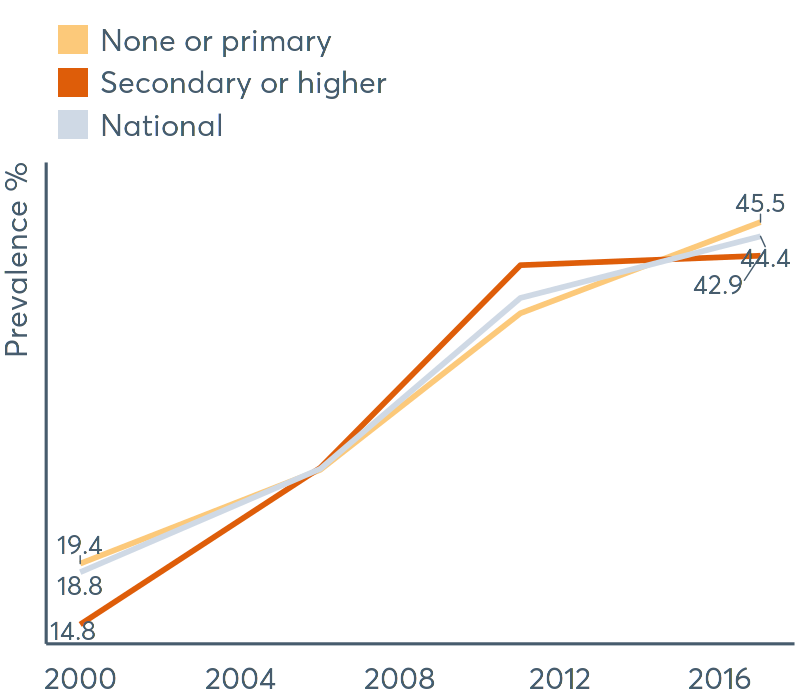 None or primary
Secondary or higher
National
Prevalence %
45.5
44.4
42.9
19.4
18.8
14.8
2000 2004 2008 2012 2016